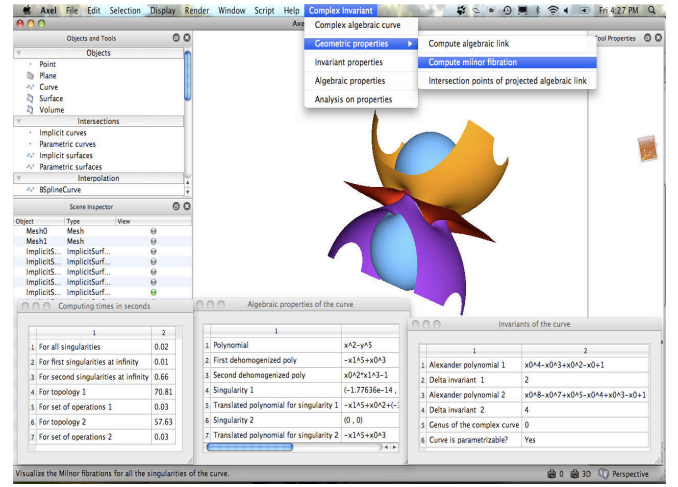 Axel File Edit Selection Display Render Window Script Help Complex Invariant Fri 4:27 PM
Axe
Complex algebraic curve
Geometric properties
Invariant properties
Algebraic properties
Analysis on properties
Compute algebraic link
Compute milnor fibration
Intersection points of projected algebraic link
Objects and Tools
Objects
Point
Plane
Curve
Surface
Volume
Intersections
Implicit curves
Parametric curves
Implicit surfaces
Parametric surfaces
Interpolation
BSplineCurve
Tool Properties
Scene Inspector
Object Type View
Mesh0 Mesh
Mesh1 Mesh
ImplicitS... ImplicitSurf...
ImplicitS... ImplicitSurf...
ImplicitS... ImplicitSurf...
ImplicitS... ImplicitSurf...
ImplicitS... ImplicitSurf...
Computing times in seconds
1 2
1 For all singularities 0.02
2 For first singularities at infinity 0.01
3 For second singularities at infinity 0.66
4 For topology 1 70.81
5 For set of operations 1 0.03
6 For topology 2 57.63
7 For set of operations 2 0.03
Algebraic properties of the curve
1
1 Polynomial x^2-y^5
2 First dehomogenized poly -x1^5+x0^3
3 Second dehomogenized poly x0^2*x1^3-1
4 Singularity 1 (-1.77636e-14 ,
5 Translated polynomial for singularity 1 -x1^5+x0^2+(-
6 Singularity 2 (0 , 0)
7 Translated polynomial for singularity 2 -x1^5+x0^3
Invariants of the curve
1 2
1 Alexander polynomial 1 x0^4-x0^3+x0^2-x0+1
2 Delta invariant 1 2
3 Alexander polynomial 2 x0^8-x0^7+x0^5-x0^4+x0^3-x0+1
4 Delta invariant 2 4
5 Genus of the complex curve 0
6 Curve is parametrizable? Yes
Visualize the Milnor fibrations for all the singularities of the curve.
0 3D Perspective